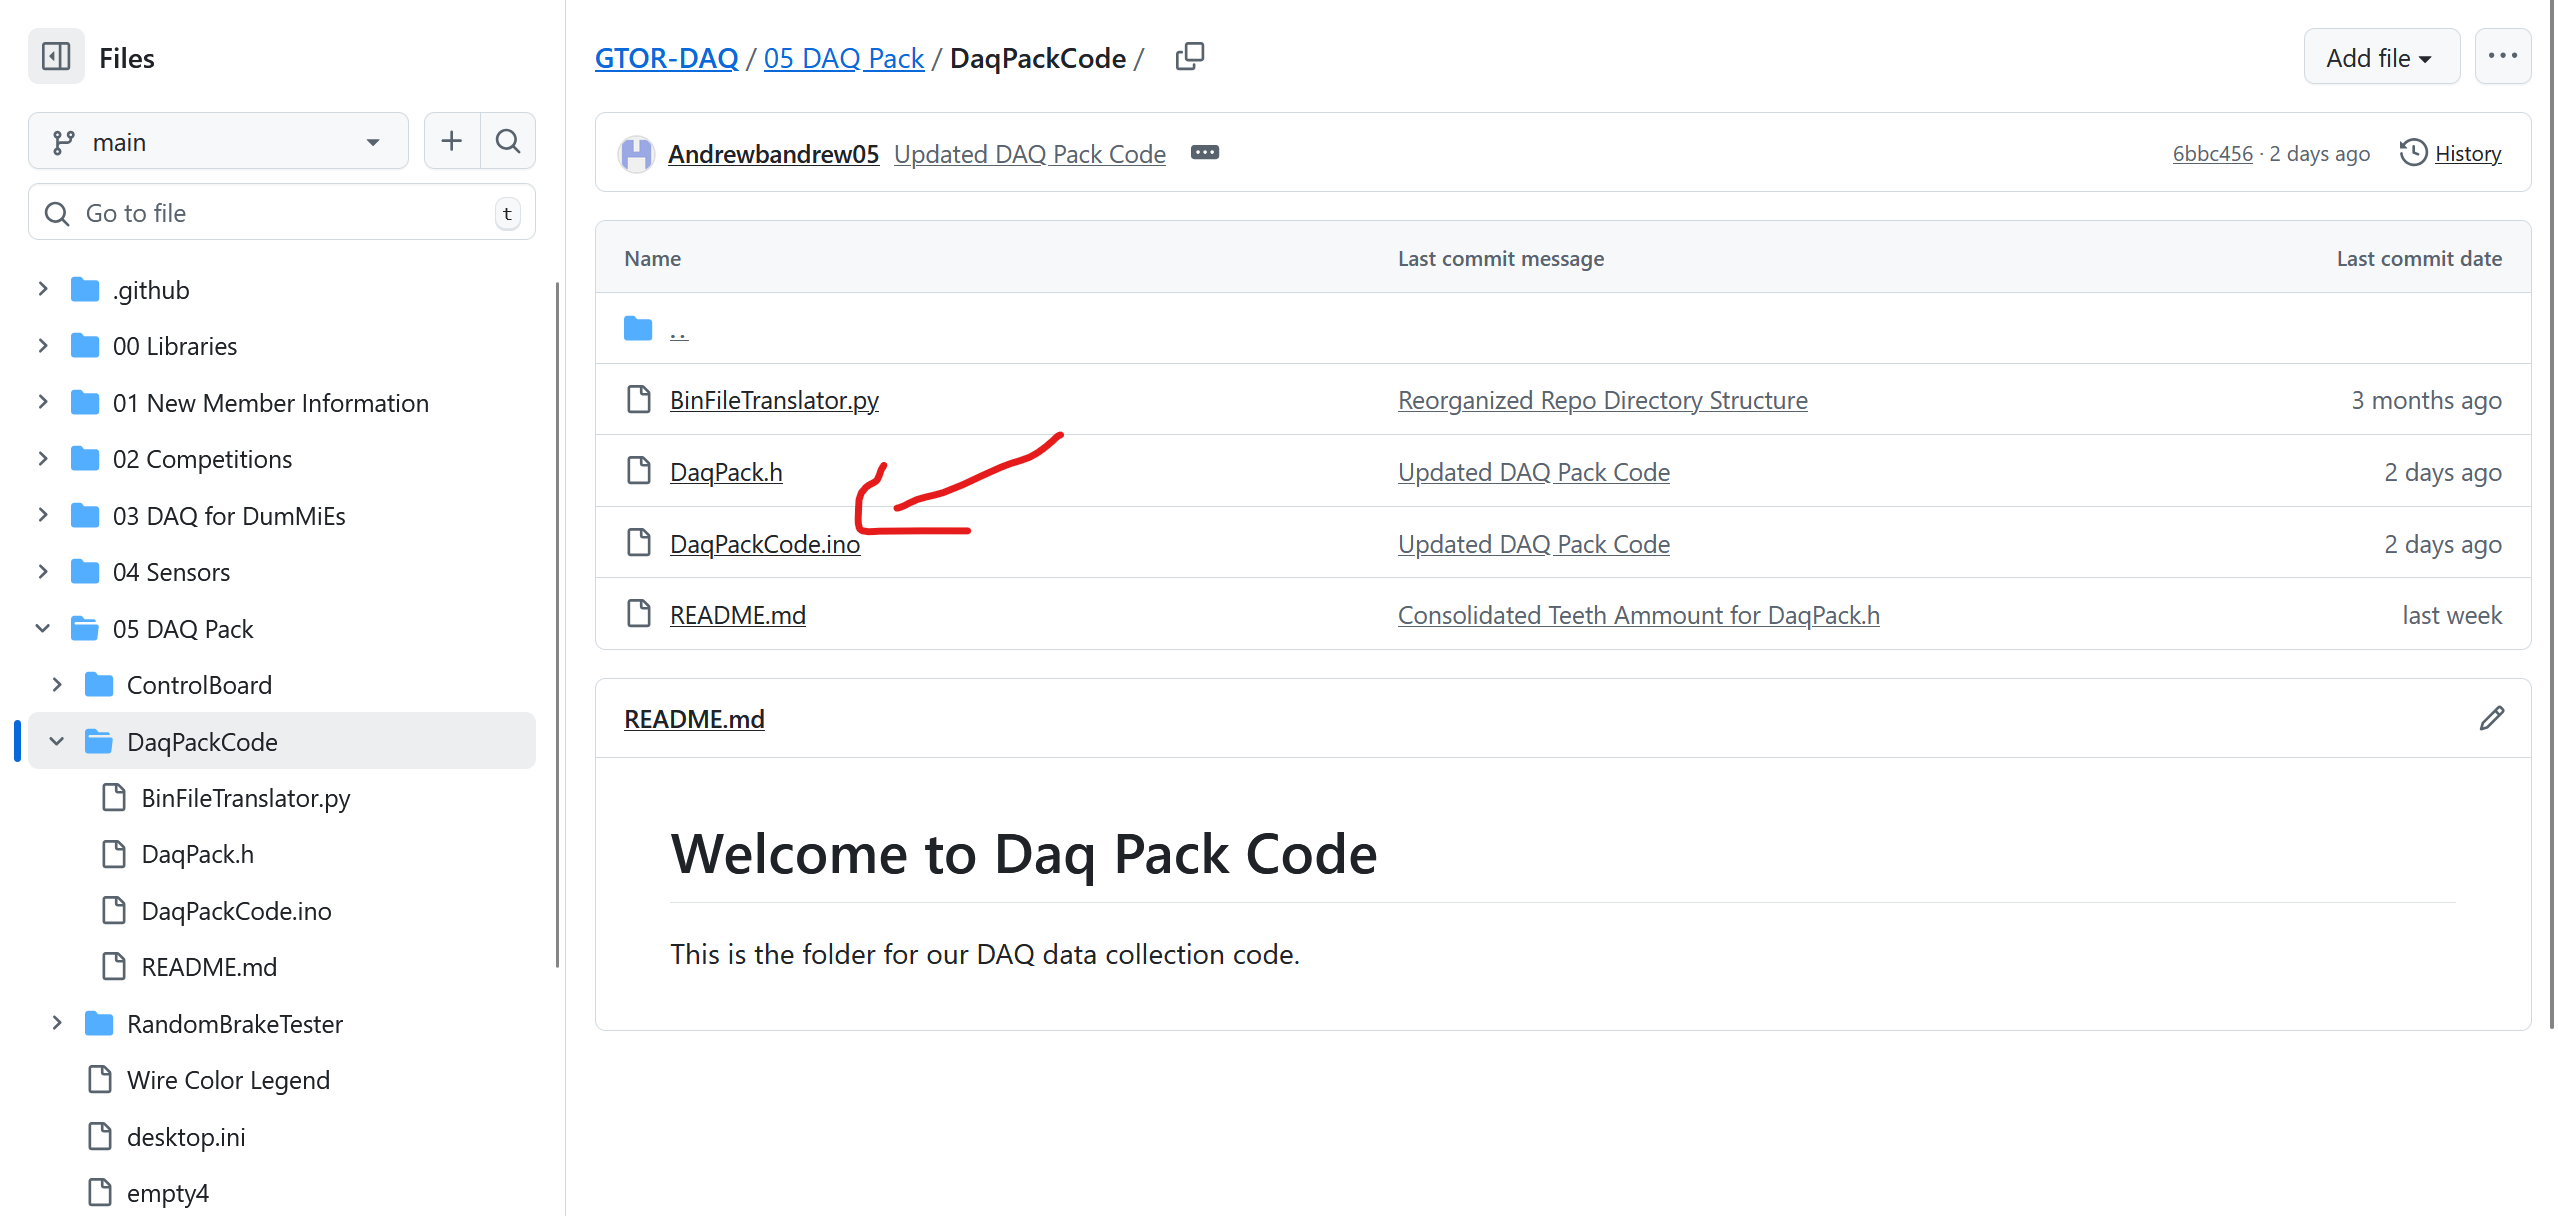 Files
main
Go to file
t
.github
00 Libraries
01 New Member Information
02 Competitions
03 DAQ for DumMiEs
04 Sensors
05 DAQ Pack
ControlBoard
DaqPackCode
BinFileTranslator.py
DaqPack.h
DaqPackCode.ino
README.md
RandomBrakeTester
Wire Color Legend
desktop.ini
empty4
GTOR-DAQ / 05 DAQ Pack / DaqPackCode /
Add file
Andrewbandrew05 Updated DAQ Pack Code
6bbc456 · 2 days ago History
Name Last commit message Last commit date
..
BinFileTranslator.py Reorganized Repo Directory Structure 3 months ago
DaqPack.h Updated DAQ Pack Code 2 days ago
DaqPackCode.ino Updated DAQ Pack Code 2 days ago
README.md Consolidated Teeth Ammount for DaqPack.h last week
README.md
Welcome to Daq Pack Code
This is the folder for our DAQ data collection code.